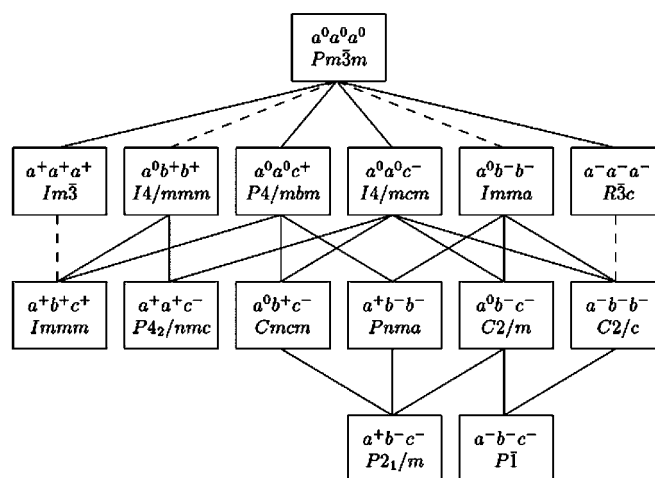 a⁰a⁰a⁰
Pm3̄m
a⁺a⁺a⁺
Im3̄
a⁰b⁺b⁺
I4/mmm
a⁰a⁰c⁺
P4/mbm
a⁰a⁰c⁻
I4/mcm
a⁰b⁻b⁻
Imma
a⁻a⁻a⁻
R3̄c
a⁺b⁺c⁺
Immm
a⁺a⁺c⁻
P4₂/nmc
a⁰b⁺c⁻
Cmcm
a⁺b⁻b⁻
Pnma
a⁰b⁻c⁻
C2/m
a⁻b⁻b⁻
C2/c
a⁺b⁻c⁻
P2₁/m
a⁻b⁻c⁻
P1̄